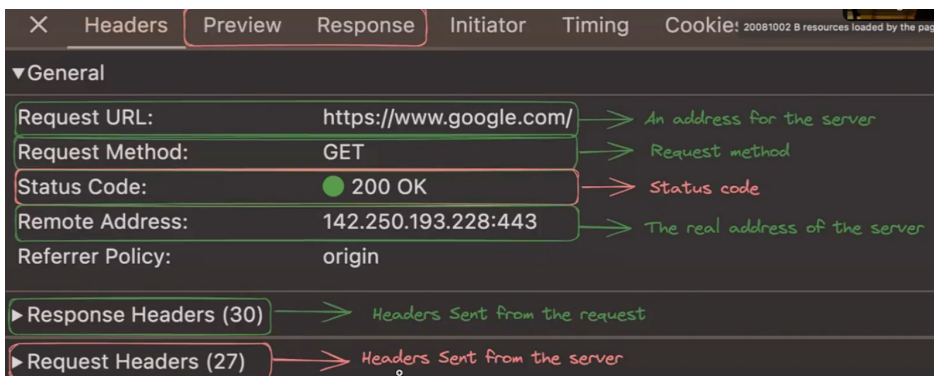 × Headers Preview Response Initiator Timing Cookies 20081002 B resources loaded by the pag
▼General
Request URL: https://www.google.com/ An address for the server
Request Method: GET Request method
Status Code: 200 OK Status code
Remote Address: 142.250.193.228:443 The real address of the server
Referrer Policy: origin
▶Response Headers (30) Headers Sent from the request
▶Request Headers (27) Headers Sent from the server